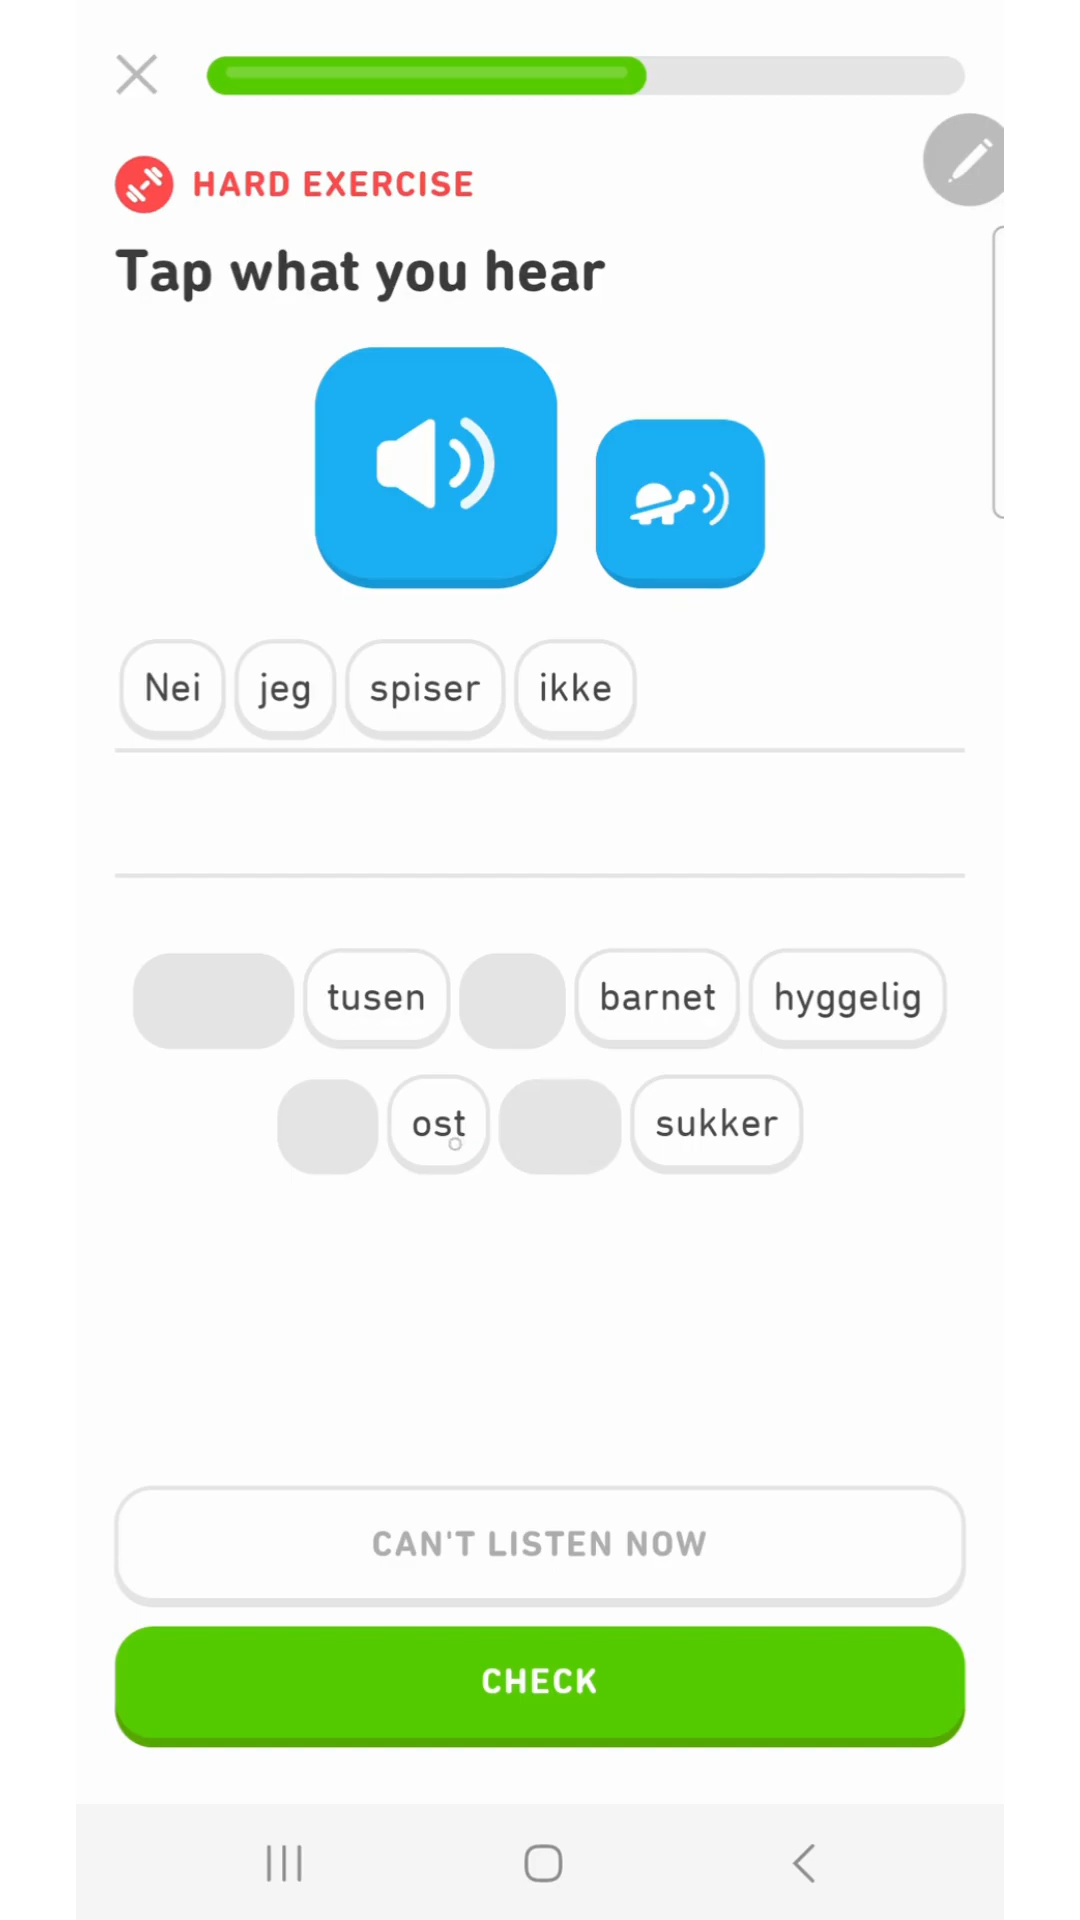 HARD EXERCISE
Tap what you hear
Nei jeg spiser ikke
tusen barnet hyggelig
ost sukker
CAN'T LISTEN NOW
CHECK